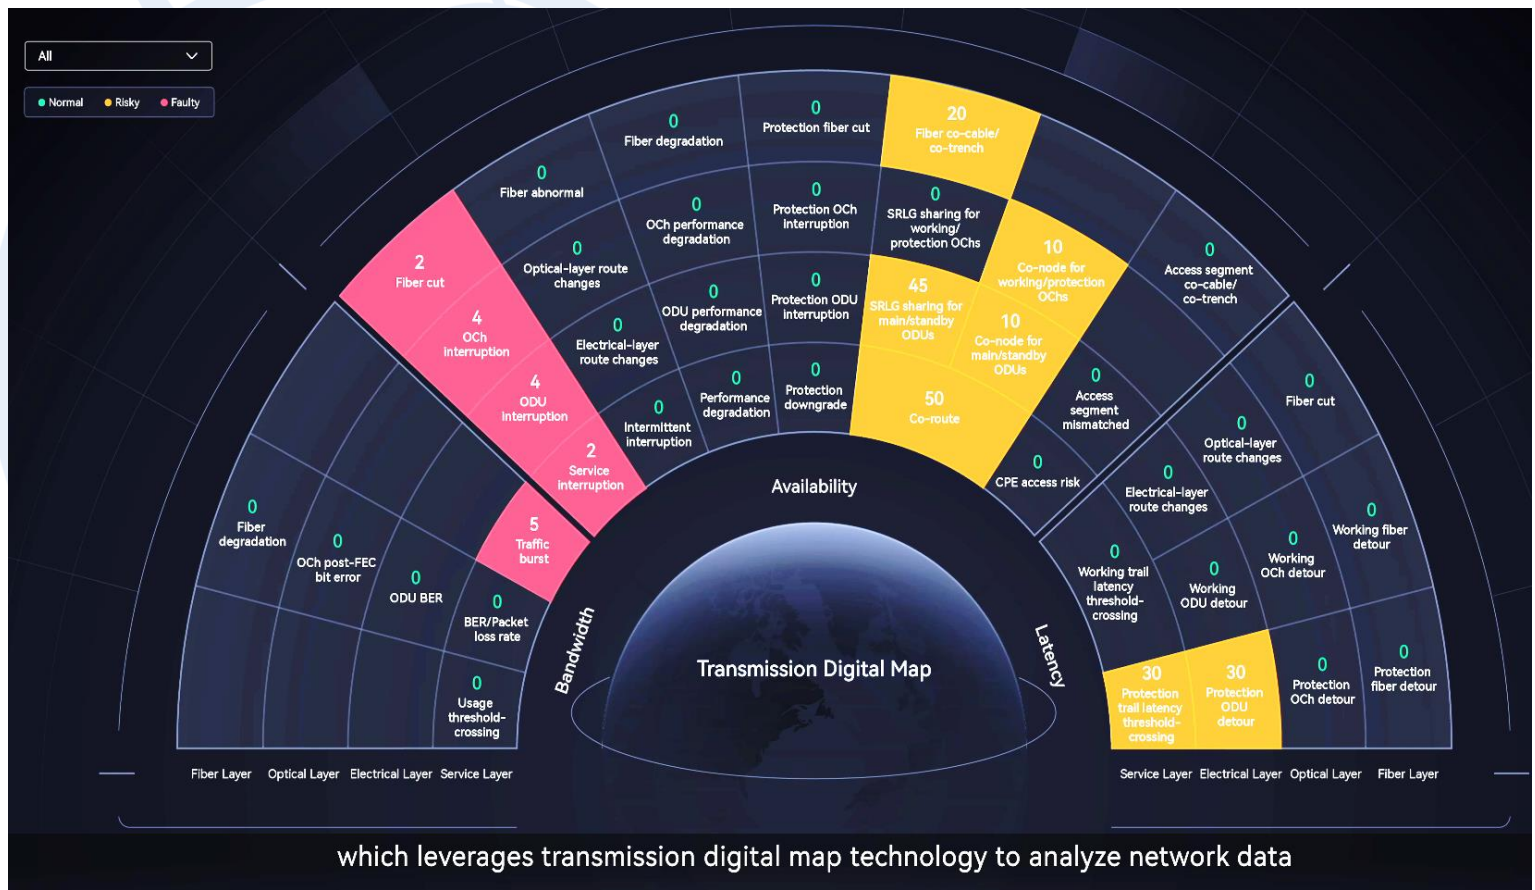 All
Normal
Risky
Faulty
0
Fiber degradation
0
Protection fiber cut
20
Fiber co-cable/
co-trench
0
Fiber abnormal
0
OCh performance
degradation
0
Protection OCh
interruption
0
SRLG sharing for
working/
protection OChs
10
Co-node for
working/protection
OChs
0
Access segment
co-cable/
co-trench
2
Fiber cut
0
Optical-layer route
changes
0
ODU performance
degradation
0
Protection ODU
interruption
45
SRLG sharing for
main/standby
ODUs
10
Co-node for
main/standby
ODUs
4
OCh
interruption
0
Electrical-layer
route changes
0
Performance
degradation
0
Protection
downgrade
50
Co-route
0
Access
segment
mismatched
0
Fiber cut
4
ODU
interruption
0
Intermittent
interruption
0
Optical-layer
route changes
2
Service
interruption
0
CPE access risk
0
Electrical-layer
route changes
Availability
0
Fiber
degradation
0
OCh post-FEC
bit error
0
ODU BER
5
Traffic
burst
0
BER/Packet
loss rate
0
Usage
threshold-
crossing
0
Working trail
latency
threshold-
crossing
0
Working
ODU detour
0
Working
OCh detour
0
Working fiber
detour
Bandwidth
Transmission Digital Map
Latency
30
Protection
trail latency
threshold-
crossing
30
Protection
ODU
detour
0
Protection
OCh detour
0
Protection
fiber detour
Fiber Layer
Optical Layer
Electrical Layer
Service Layer
Service Layer
Electrical Layer
Optical Layer
Fiber Layer
which leverages transmission digital map technology to analyze network data